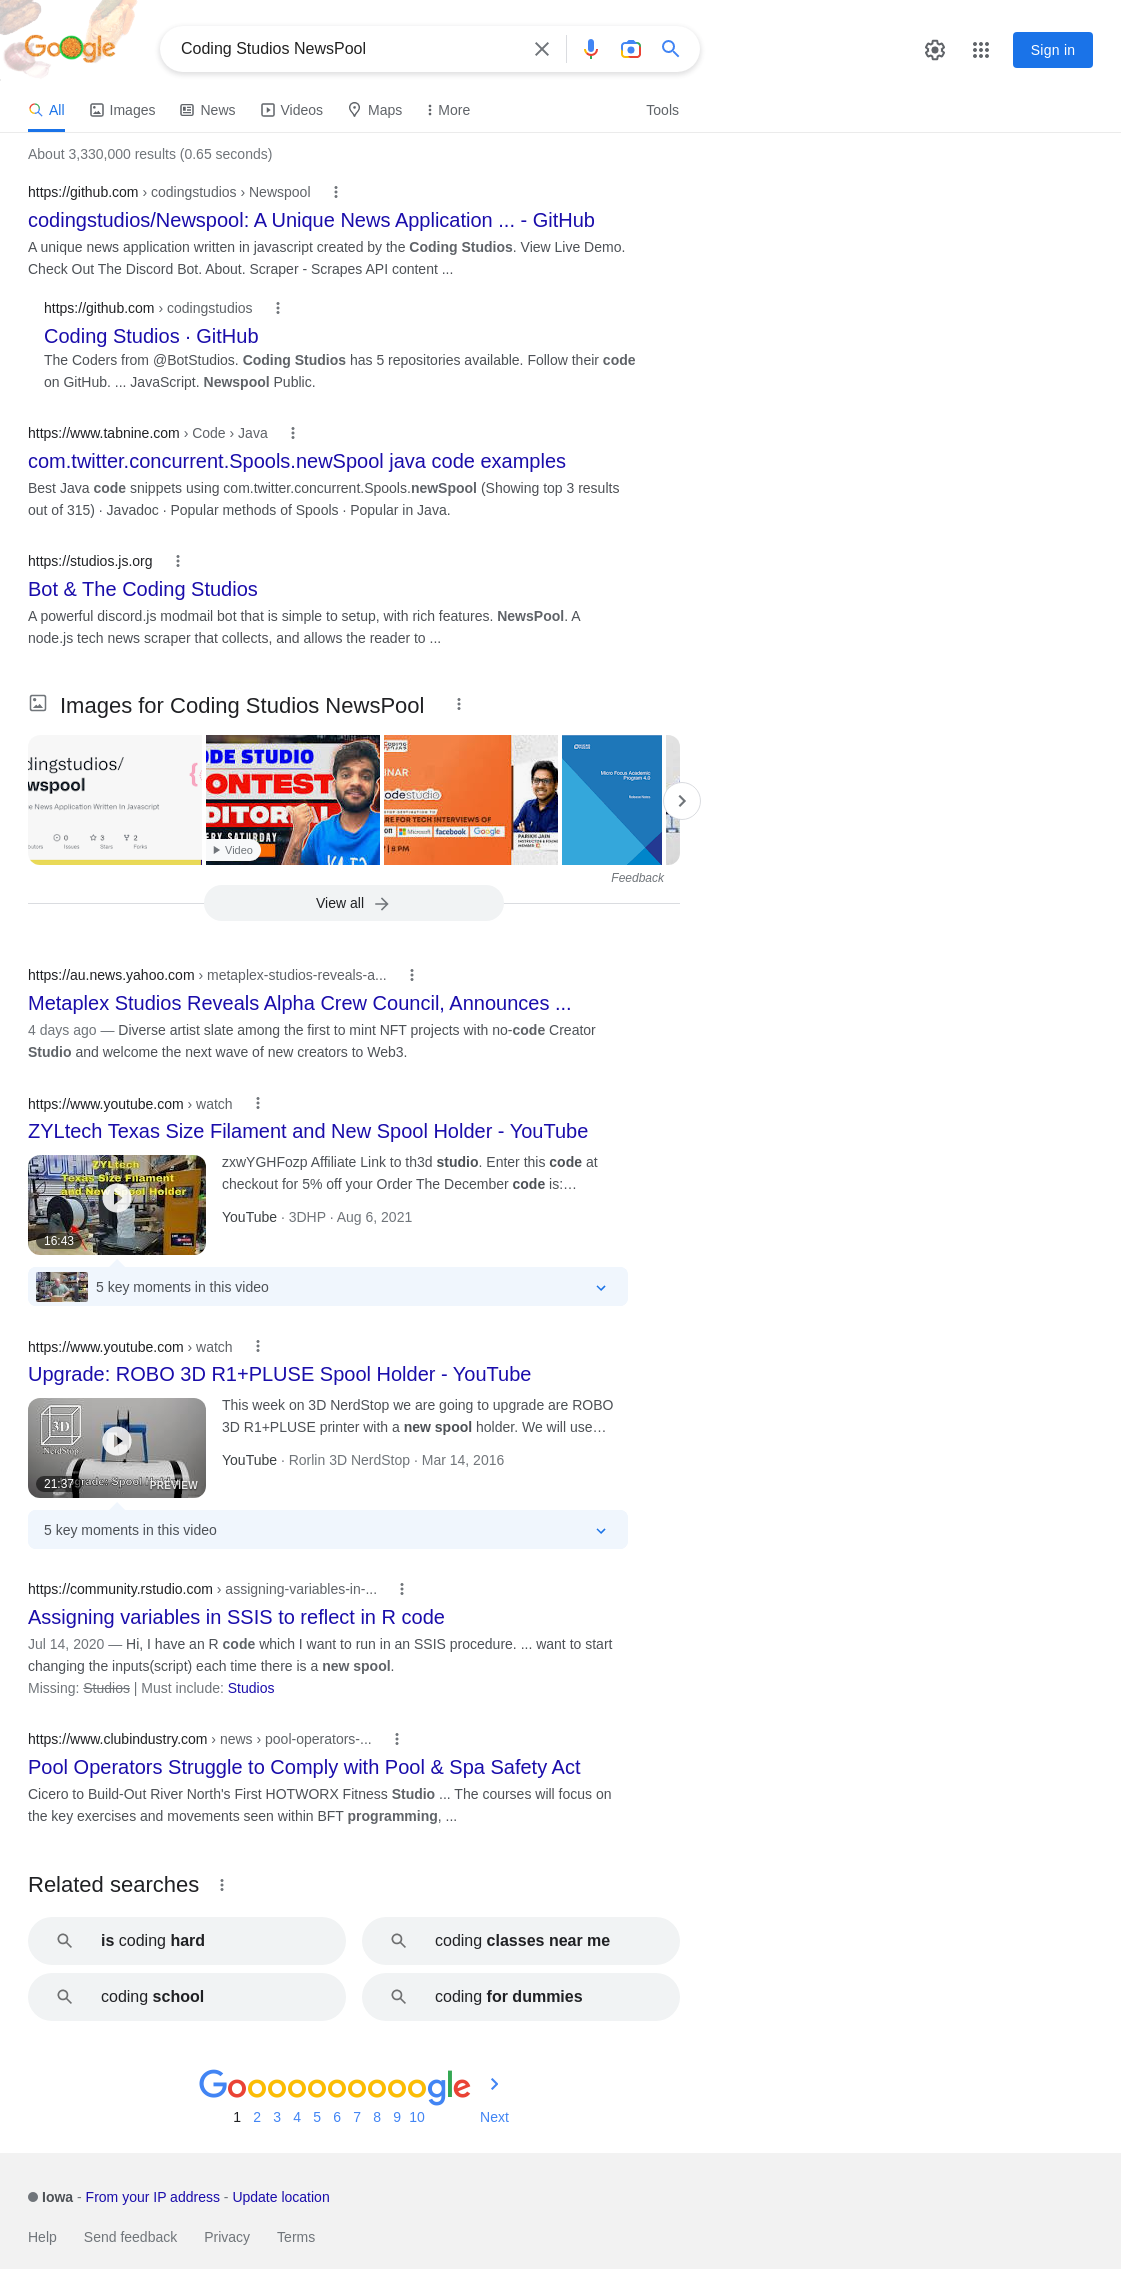 Google
Coding Studios NewsPool
Sign in
All Images News Videos Maps More Tools
About 3,330,000 results (0.65 seconds)
https://github.com › codingstudios › Newspool
codingstudios/Newspool: A Unique News Application ... - GitHub
A unique news application written in javascript created by the Coding Studios. View Live Demo.
Check Out The Discord Bot. About. Scraper - Scrapes API content ...
https://github.com › codingstudios
Coding Studios · GitHub
The Coders from @BotStudios. Coding Studios has 5 repositories available. Follow their code
on GitHub. ... JavaScript. Newspool Public.
https://www.tabnine.com › Code › Java
com.twitter.concurrent.Spools.newSpool java code examples
Best Java code snippets using com.twitter.concurrent.Spools.newSpool (Showing top 3 results
out of 315) · Javadoc · Popular methods of Spools · Popular in Java.
https://studios.js.org
Bot & The Coding Studios
A powerful discord.js modmail bot that is simple to setup, with rich features. NewsPool. A
node.js tech news scraper that collects, and allows the reader to ...
Images for Coding Studios NewsPool
dingstudios/
wspool
e News Application Written In Javascript
0 3 2
utors Issues Stars Forks
ODE STUDIO
ONTEST
DITORIAL
ERY SATURDAY
Video
CODING
INAR
odestudio
RE FOR TECH INTERVIEWS OF
on Microsoft facebook Google
| 8 PM
PARIKH JAIN
INSTRUCTOR & FOUND
MEMBER
Micro Focus Academic
Program 4.0
Release Notes
Feedback
View all
https://au.news.yahoo.com › metaplex-studios-reveals-a...
Metaplex Studios Reveals Alpha Crew Council, Announces ...
4 days ago — Diverse artist slate among the first to mint NFT projects with no-code Creator
Studio and welcome the next wave of new creators to Web3.
https://www.youtube.com › watch
ZYLtech Texas Size Filament and New Spool Holder - YouTube
ZYLtech
Texas Size Filament
and New Spool Holder
16:43
zxwYGHFozp Affiliate Link to th3d studio. Enter this code at
checkout for 5% off your Order The December code is:…
YouTube · 3DHP · Aug 6, 2021
5 key moments in this video
https://www.youtube.com › watch
Upgrade: ROBO 3D R1+PLUSE Spool Holder - YouTube
3D
NerdStop
grade: Spool Holder
21:37
PREVIEW
This week on 3D NerdStop we are going to upgrade are ROBO
3D R1+PLUSE printer with a new spool holder. We will use…
YouTube · Rorlin 3D NerdStop · Mar 14, 2016
5 key moments in this video
https://community.rstudio.com › assigning-variables-in-...
Assigning variables in SSIS to reflect in R code
Jul 14, 2020 — Hi, I have an R code which I want to run in an SSIS procedure. ... want to start
changing the inputs(script) each time there is a new spool.
Missing: Studios | Must include: Studios
https://www.clubindustry.com › news › pool-operators-...
Pool Operators Struggle to Comply with Pool & Spa Safety Act
Cicero to Build-Out River North's First HOTWORX Fitness Studio ... The courses will focus on
the key exercises and movements seen within BFT programming, ...
Related searches
is coding hard
coding classes near me
coding school
coding for dummies
Goooooooooogle
1 2 3 4 5 6 7 8 9 10 Next
Iowa - From your IP address - Update location
Help Send feedback Privacy Terms